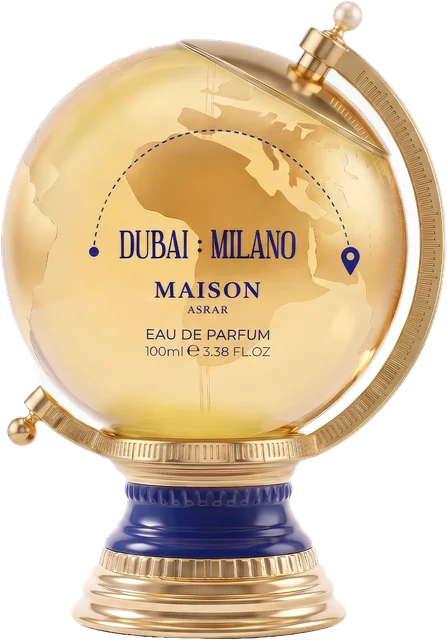 DUBAI : MILANO
MAISON
ASRAR
EAU DE PARFUM
100ml ℮ 3.38 FL.OZ